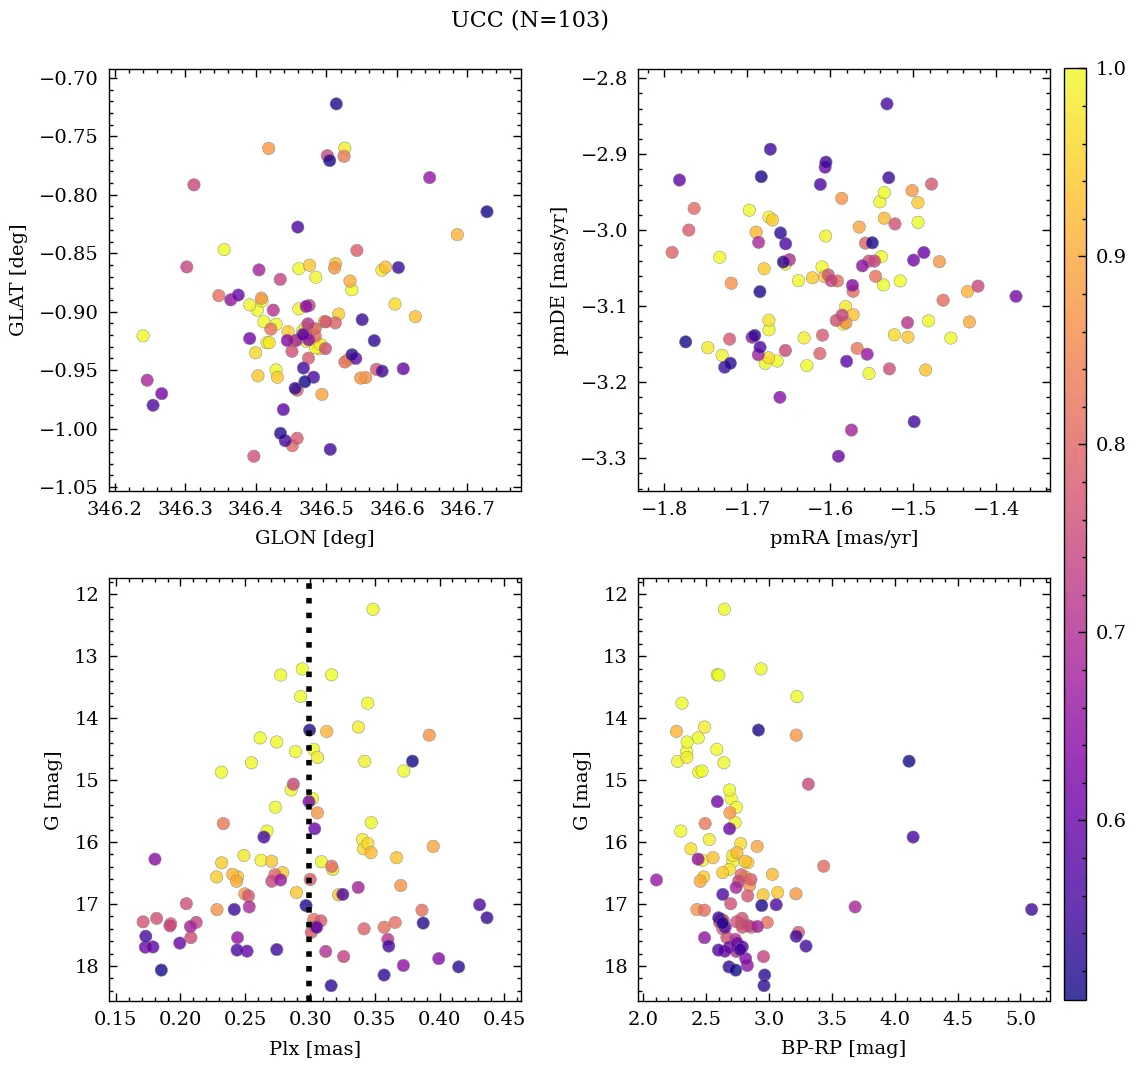 UCC (N=103)
−0.70
−0.75
−0.80
−0.85
−0.90
−0.95
−1.00
−1.05
GLAT [deg]
346.2 346.3 346.4 346.5 346.6 346.7
GLON [deg]
−2.8
−2.9
−3.0
−3.1
−3.2
−3.3
pmDE [mas/yr]
−1.8 −1.7 −1.6 −1.5 −1.4
pmRA [mas/yr]
12
13
14
15
16
17
18
G [mag]
0.15 0.20 0.25 0.30 0.35 0.40 0.45
Plx [mas]
12
13
14
15
16
17
18
G [mag]
2.0 2.5 3.0 3.5 4.0 4.5 5.0
BP-RP [mag]
1.0
0.9
0.8
0.7
0.6